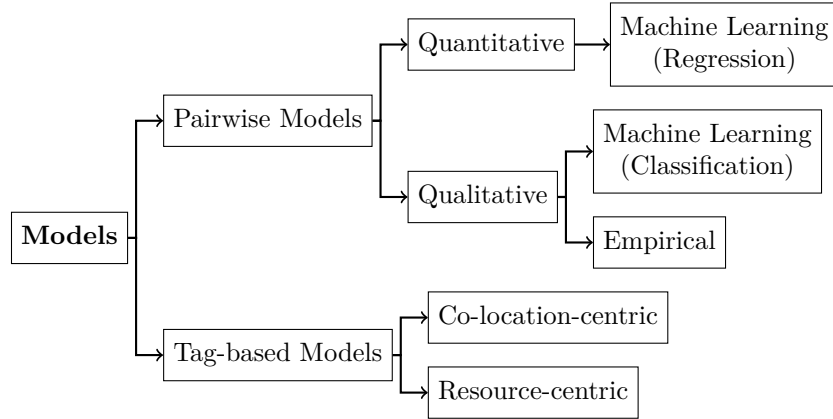 Models
Pairwise Models
Quantitative
Machine Learning
(Regression)
Qualitative
Machine Learning
(Classification)
Empirical
Tag-based Models
Co-location-centric
Resource-centric